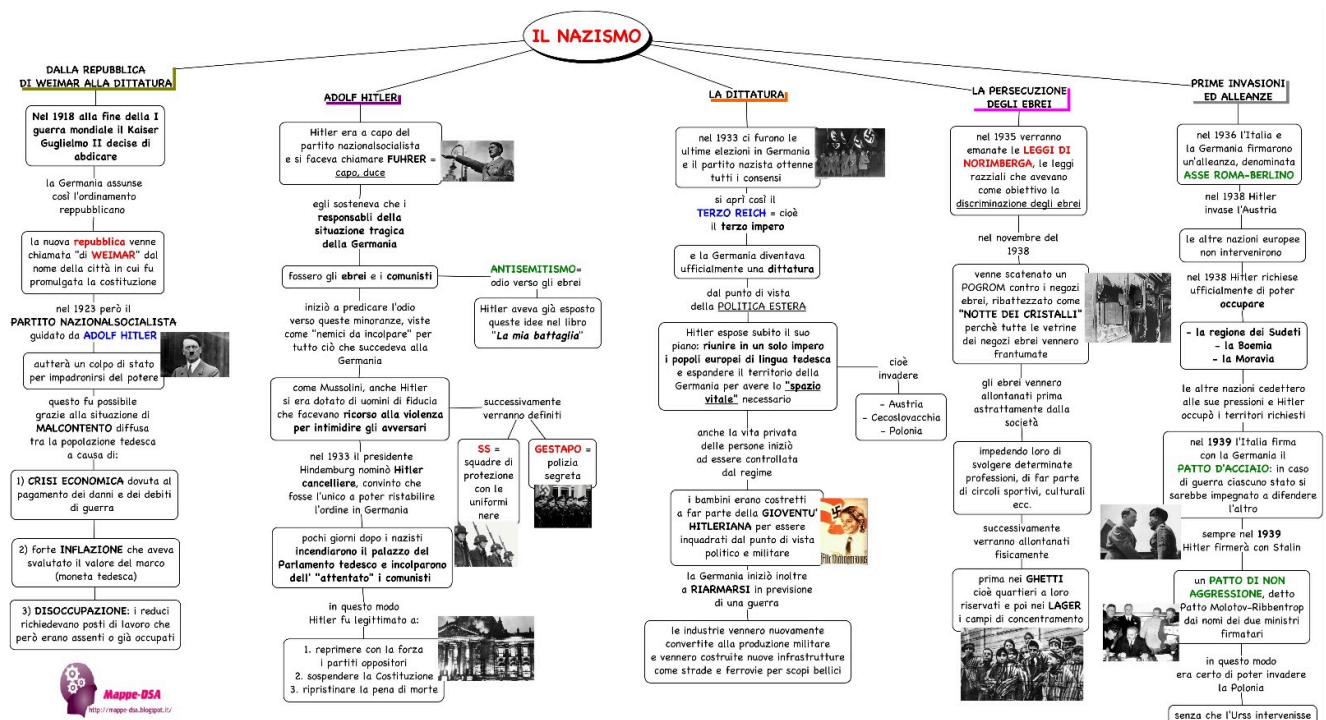 IL NAZISMO
DALLA REPUBBLICA
DI WEIMAR ALLA DITTATURA
Nel 1918 alla fine della I
guerra mondiale il Kaiser
Guglielmo II decise di
abdicare
la Germania assunse
così l'ordinamento
reppubblicano
la nuova repubblica venne
chiamata "di WEIMAR" dal
nome della città in cui fu
promulgata la costituzione
nel 1923 però il
PARTITO NAZIONALSOCIALISTA
guidato da ADOLF HITLER
autterà un colpo di stato
per impadronirsi del potere
questo fu possibile
grazie alla situazione di
MALCONTENTO diffusa
tra la popolazione tedesca
a causa di:
1) CRISI ECONOMICA dovuta al
pagamento dei danni e dei debiti
di guerra
2) forte INFLAZIONE che aveva
svalutato il valore del marco
(moneta tedesca)
3) DISOCCUPAZIONE: i reduci
richiedevano posti di lavoro che
però erano assenti o già occupati
Mappe-DSA
http://mappe-dsa.blogspot.it/
ADOLF HITLER
Hitler era a capo del
partito nazionalsocialista
e si faceva chiamare FUHRER =
capo, duce
egli sosteneva che i
responsabli della
situazione tragica
della Germania
fossero gli ebrei e i comunisti
ANTISEMITISMO=
odio verso gli ebrei
Hitler aveva già esposto
queste idee nel libro
"La mia battaglia"
iniziò a predicare l'odio
verso queste minoranze, viste
come "nemici da incolpare" per
tutto ciò che succedeva alla
Germania
come Mussolini, anche Hitler
si era dotato di uomini di fiducia
che facevano ricorso alla violenza
per intimidire gli avversari
successivamente
verranno definiti
SS =
squadre di
protezione
con le
uniformi
nere
GESTAPO =
polizia
segreta
nel 1933 il presidente
Hindemburg nominò Hitler
cancelliere, convinto che
fosse l'unico a poter ristabilire
l'ordine in Germania
pochi giorni dopo i nazisti
incendiarono il palazzo del
Parlamento tedesco e incolparono
dell' "attentato" i comunisti
in questo modo
Hitler fu legittimato a:
1. reprimere con la forza
i partiti oppositori
2. sospendere la Costituzione
3. ripristinare la pena di morte
LA DITTATURA
nel 1933 ci furono le
ultime elezioni in Germania
e il partito nazista ottenne
tutti i consensi
si aprì così il
TERZO REICH = cioè
il terzo impero
e la Germania diventava
ufficialmente una dittatura
dal punto di vista
della POLITICA ESTERA
Hitler espose subito il suo
piano: riunire in un solo impero
i popoli europei di lingua tedesca
e espandere il territorio della
Germania per avere lo "spazio
vitale" necessario
cioè
invadere
- Austria
- Cecoslovacchia
- Polonia
anche la vita privata
delle persone iniziò
ad essere controllata
dal regime
i bambini erano costretti
a far parte della GIOVENTU'
HITLERIANA per essere
inquadrati dal punto di vista
politico e militare
la Germania iniziò inoltre
a RIARMARSI in previsione
di una guerra
le industrie vennero nuovamente
convertite alla produzione militare
e vennero costruite nuove infrastrutture
come strade e ferrovie per scopi bellici
LA PERSECUZIONE
DEGLI EBREI
nel 1935 verranno
emanate le LEGGI DI
NORIMBERGA, le leggi
razziali che avevano
come obiettivo la
discriminazione degli ebrei
nel novembre del
1938
venne scatenato un
POGROM contro i negozi
ebrei, ribattezzato come
"NOTTE DEI CRISTALLI"
perchè tutte le vetrine
dei negozi ebrei vennero
frantumate
gli ebrei vennero
allontanati prima
astrattamente dalla
società
impedendo loro di
svolgere determinate
professioni, di far parte
di circoli sportivi, culturali
ecc.
successivamente
verranno allontanati
fisicamente
prima nei GHETTI
cioè quartieri a loro
riservati e poi nei LAGER
i campi di concentramento
PRIME INVASIONI
ED ALLEANZE
nel 1936 l'Italia e
la Germania firmarono
un'alleanza, denominata
ASSE ROMA-BERLINO
nel 1938 Hitler
invase l'Austria
le altre nazioni europee
non intervenirono
nel 1938 Hitler richiese
ufficialmente di poter
occupare
- la regione dei Sudeti
- la Boemia
- la Moravia
le altre nazioni cedettero
alle sue pressioni e Hitler
occupò i territori richiesti
nel 1939 l'Italia firma
con la Germania il
PATTO D'ACCIAIO: in caso
di guerra ciascuno stato si
sarebbe impegnato a difendere
l'altro
sempre nel 1939
Hitler firmerà con Stalin
un PATTO DI NON
AGGRESSIONE, detto
Patto Molotov-Ribbentrop
dai nomi dei due ministri
firmatari
in questo modo
era certo di poter invadere
la Polonia
senza che l'Urss intervenisse